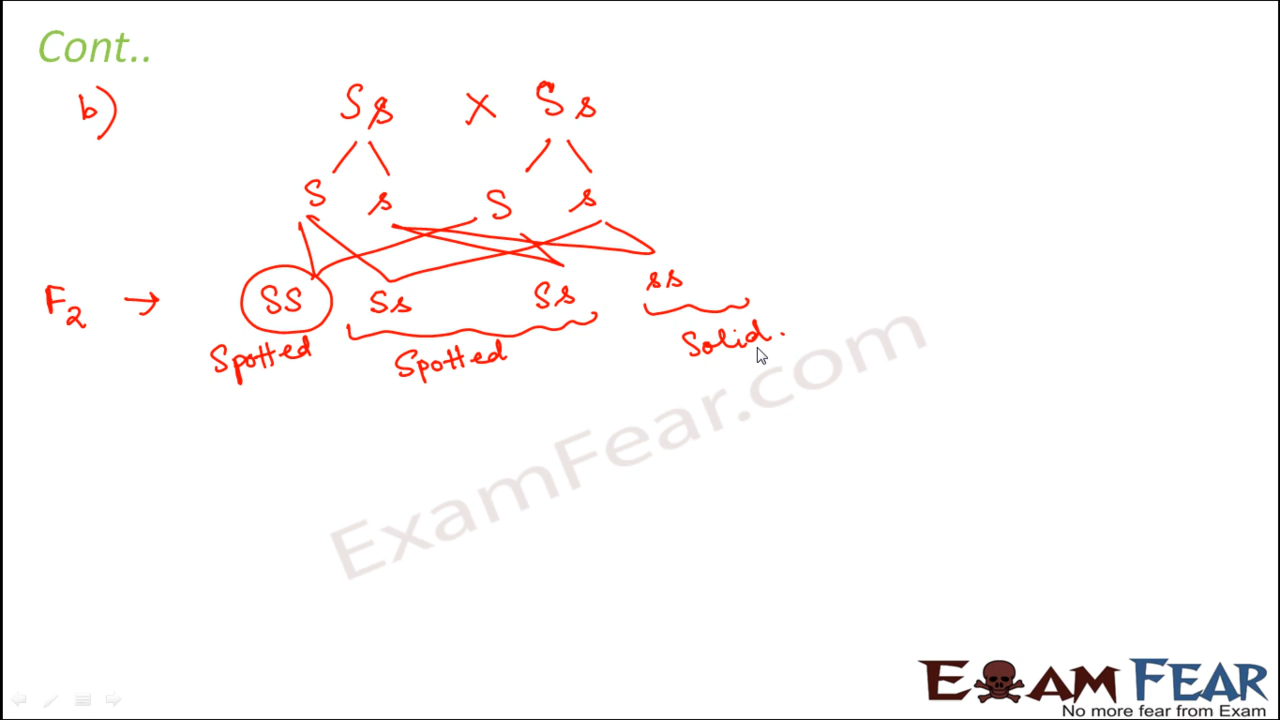 Cont..
b) Ss X Ss
S s S s
F2 → SS Ss Ss ss
Spotted Spotted Solid.
ExamFear.com
EXAM FEAR
No more fear from Exam